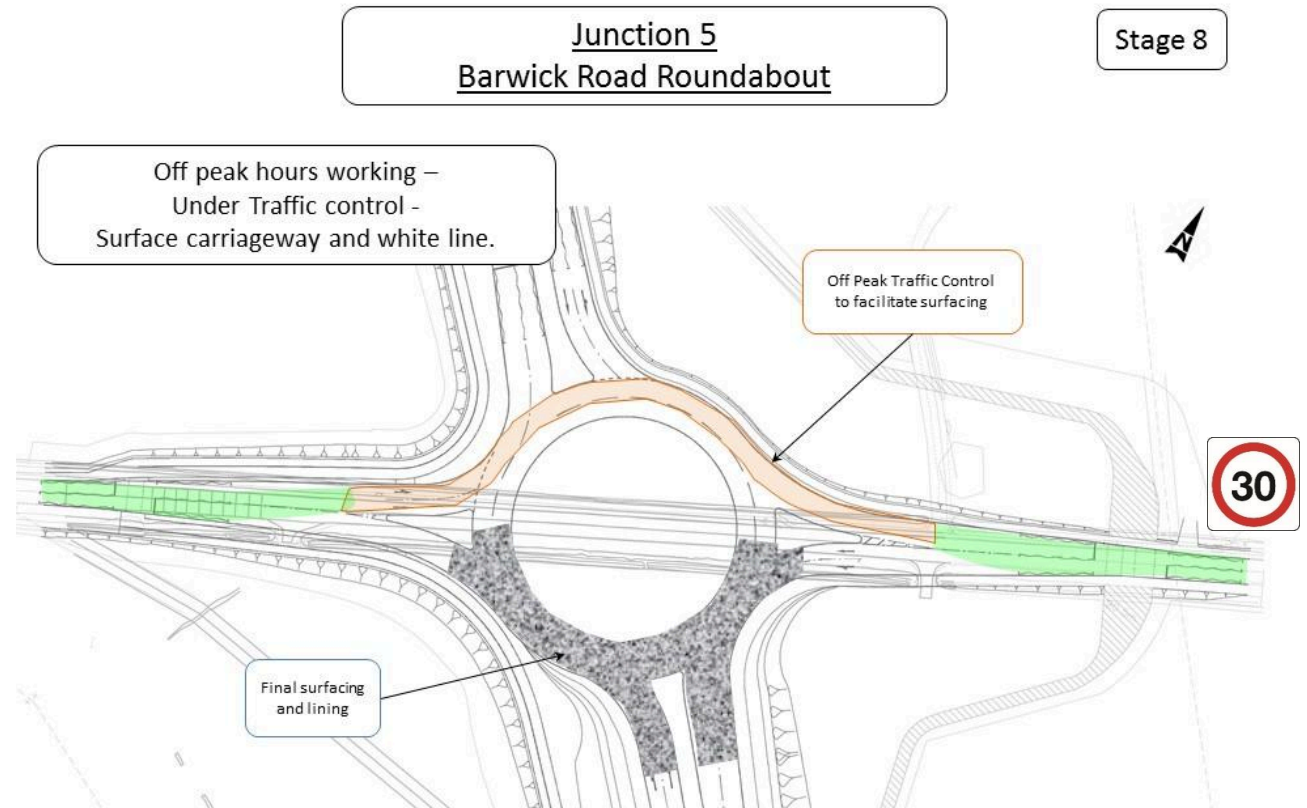 Junction 5
Barwick Road Roundabout
Stage 8
Off peak hours working –
Under Traffic control -
Surface carriageway and white line.
N
Off Peak Traffic Control
to facilitate surfacing
30
Final surfacing
and lining